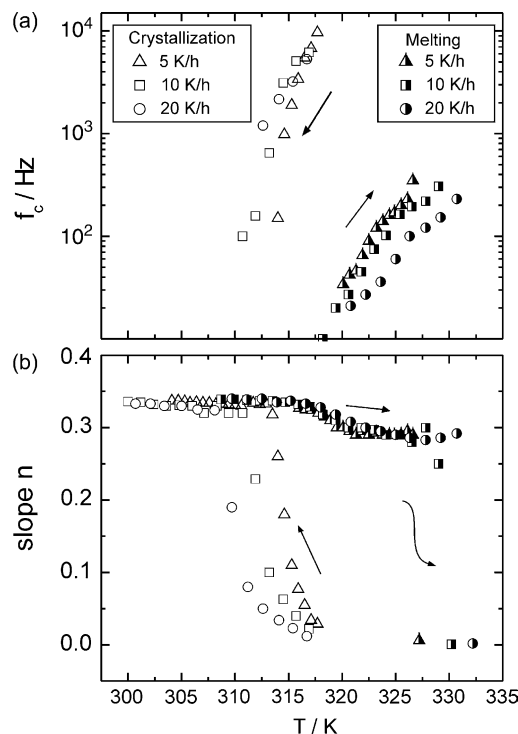 (a)
10⁴
10³
10²
f_c / Hz
Crystallization
5 K/h
10 K/h
20 K/h
Melting
5 K/h
10 K/h
20 K/h
(b)
0.4
0.3
0.2
0.1
0.0
slope n
300 305 310 315 320 325 330 335
T / K